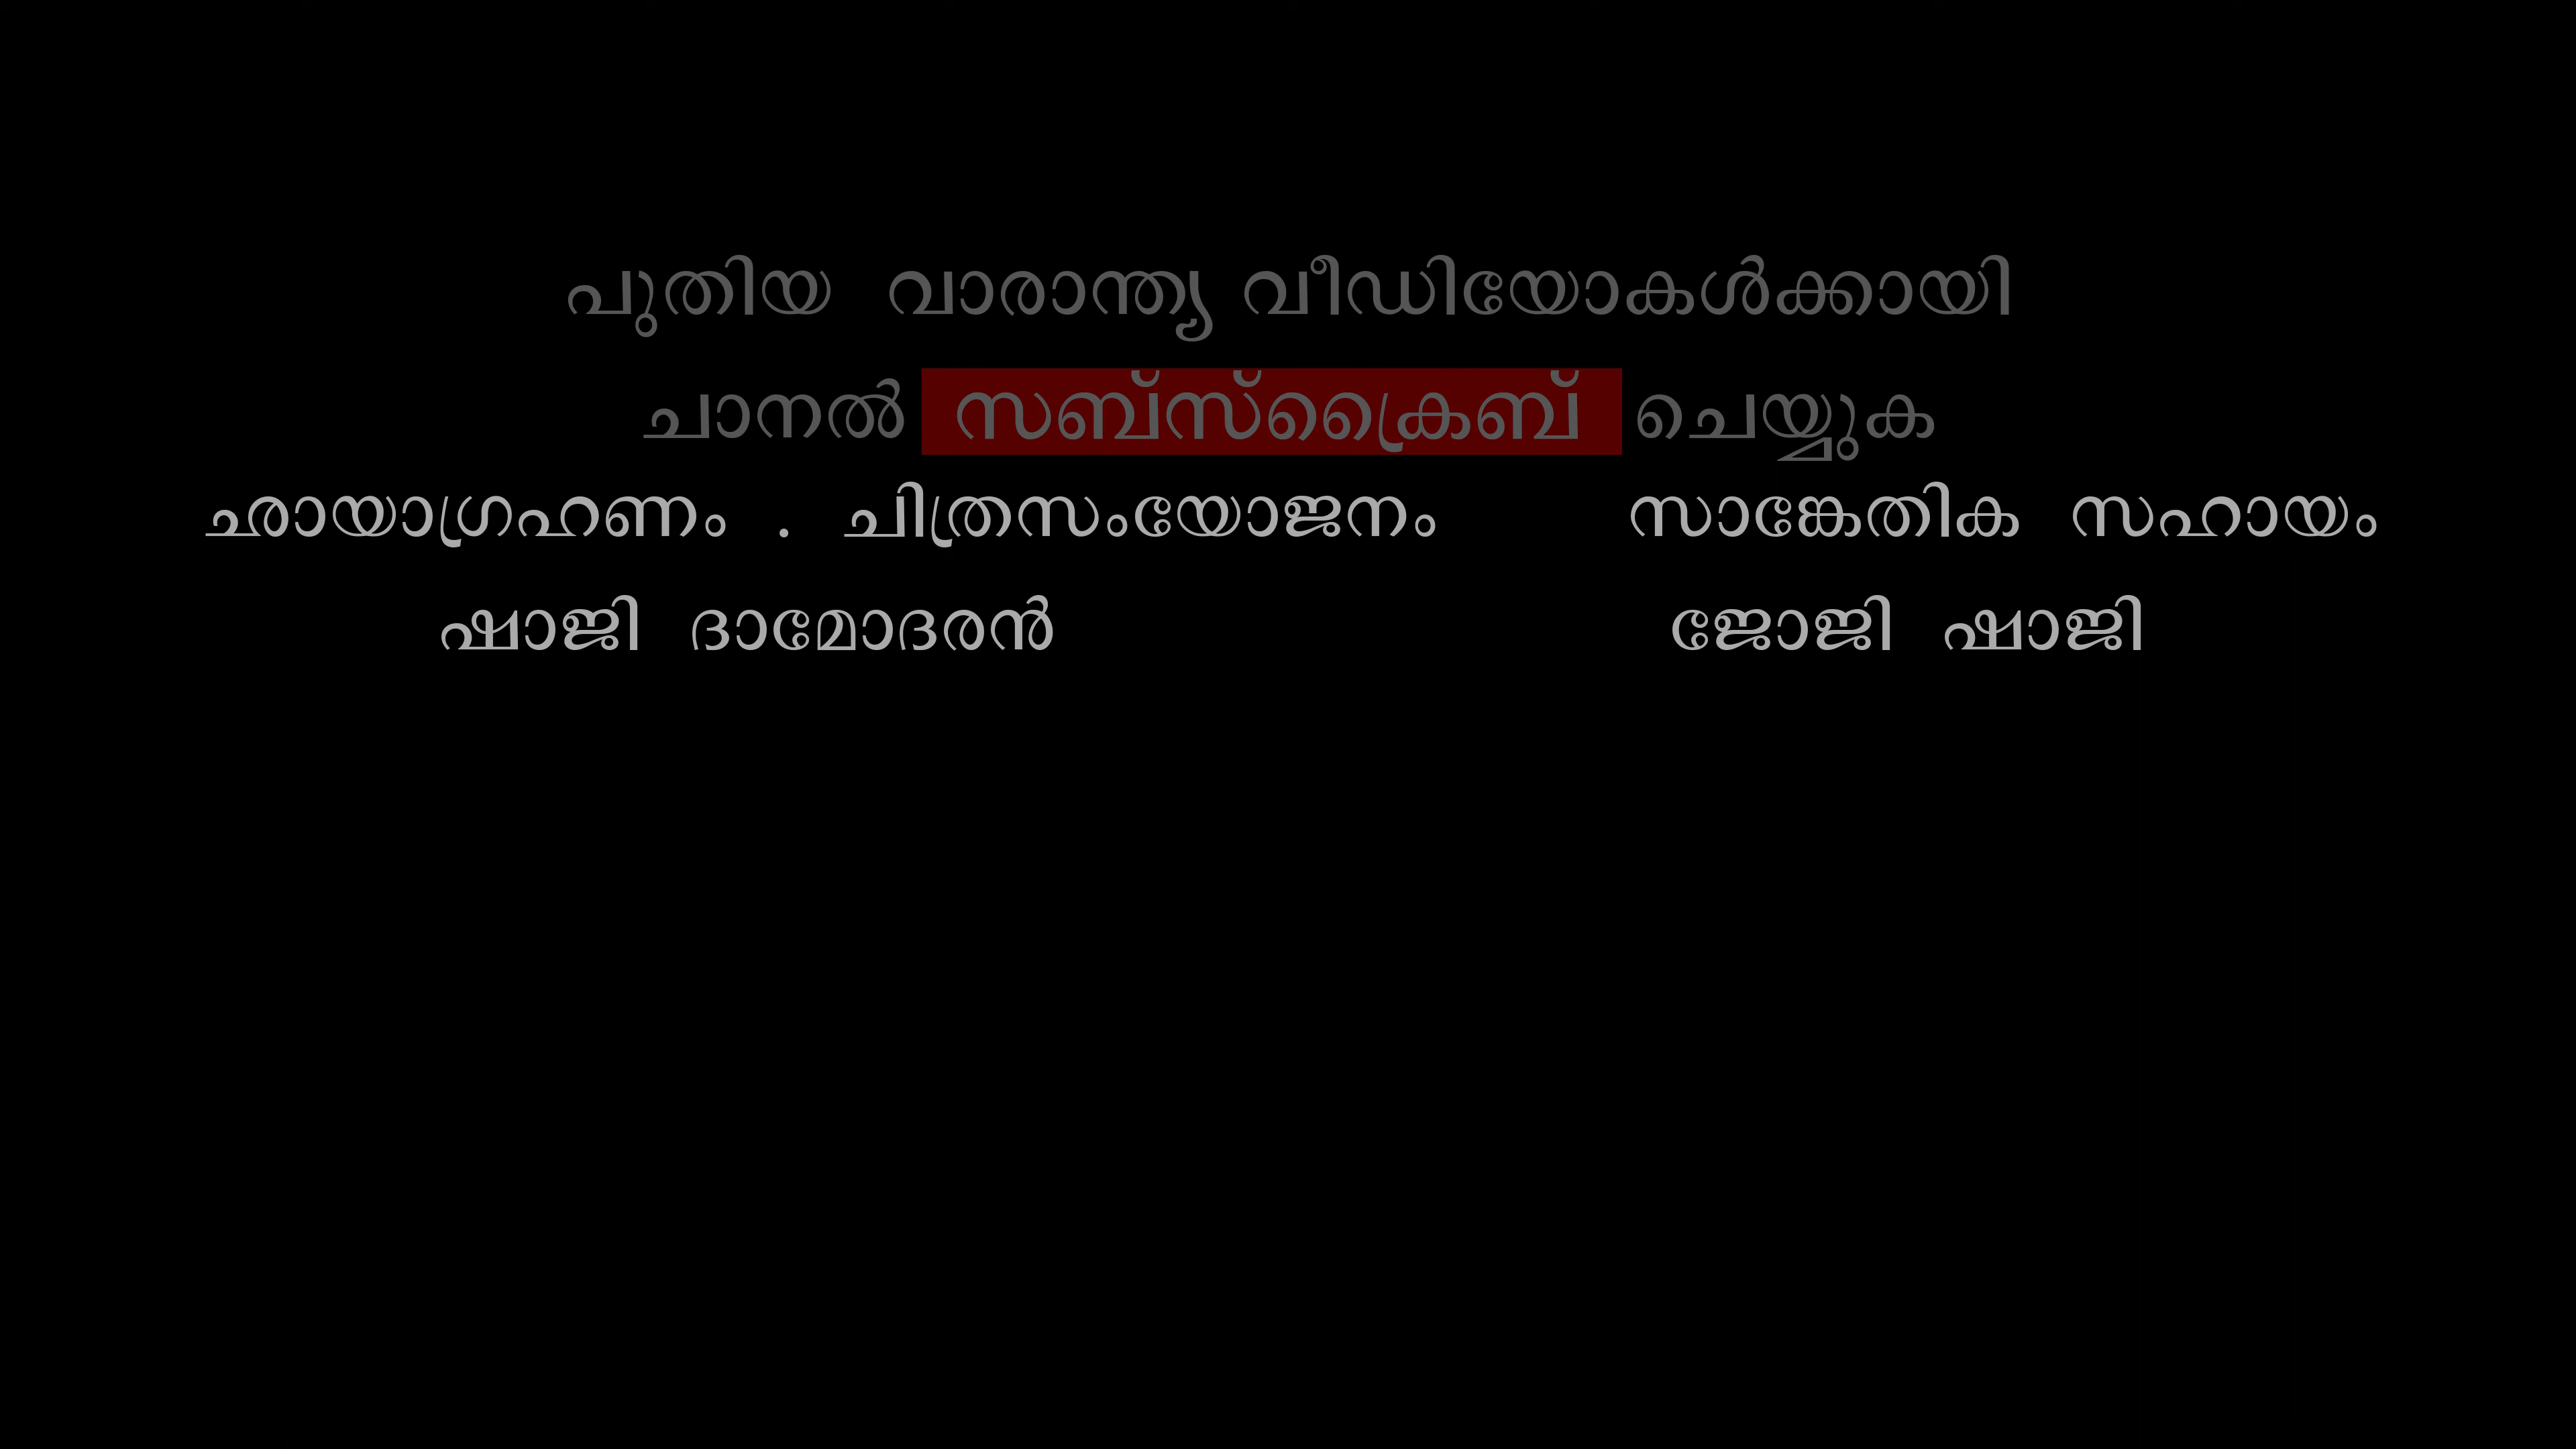 പുതിയ വാരാന്ത്യ വീഡിയോകൾക്കായി
ചാനൽ സബ്സ്ക്രൈബ് ചെയ്യുക
ഛായാഗ്രഹണം . ചിത്രസംയോജനം സാങ്കേതിക സഹായം
ഷാജി ദാമോദരൻ ജോജി ഷാജി